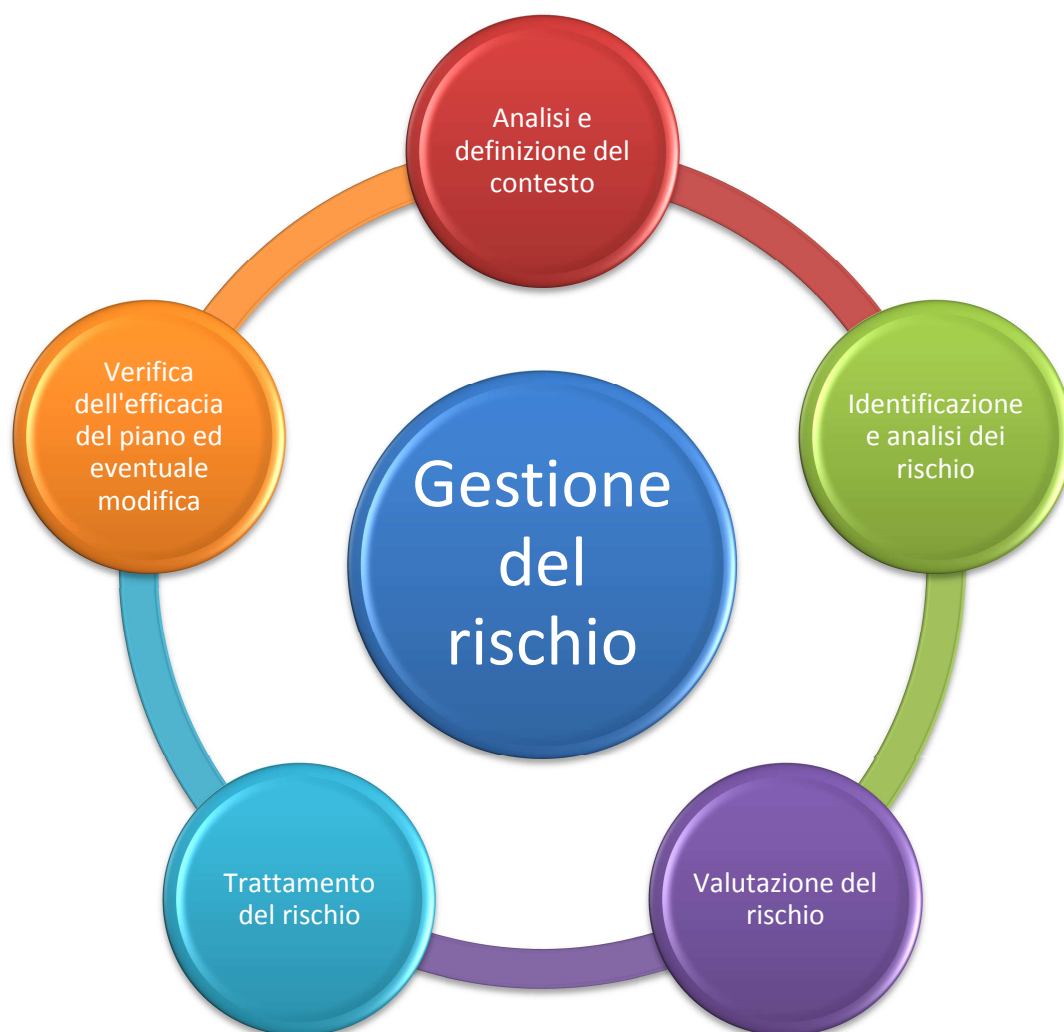 Analisi e
definizione del
contesto
Identificazione
e analisi dei
rischio
Valutazione del
rischio
Trattamento
del rischio
Verifica
dell'efficacia
del piano ed
eventuale
modifica
Gestione
del
rischio